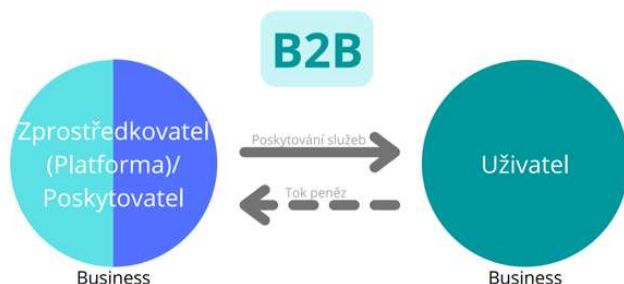 B2B
Zprostředkovatel
(Platforma)/
Poskytovatel
Poskytování služeb
Tok peněz
Uživatel
Business
Business